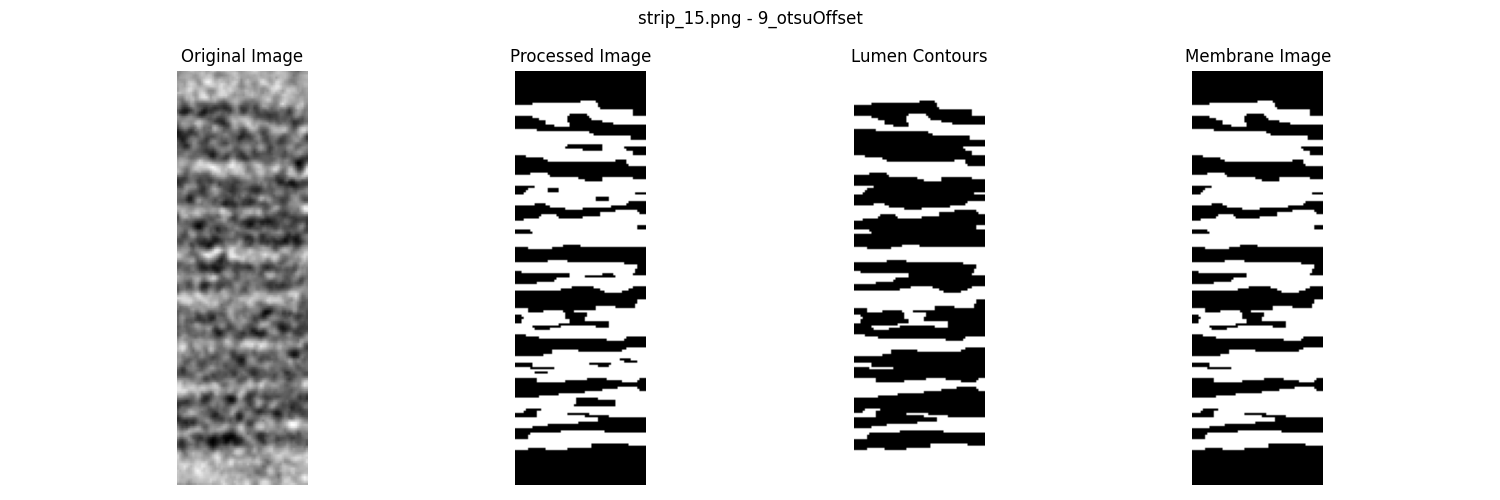 strip_15.png - 9_otsuOffset
Original Image
Processed Image
Lumen Contours
Membrane Image